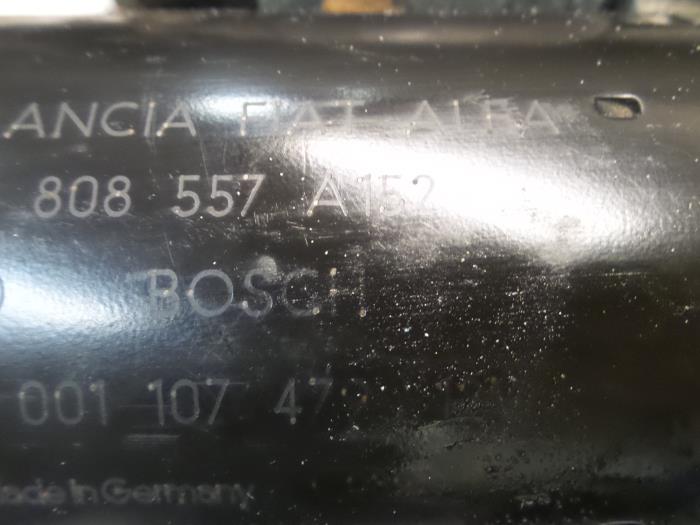 ANCIA FIAT ALFA
808 557 A152
BOSCH
001 107 47
Made In Germany